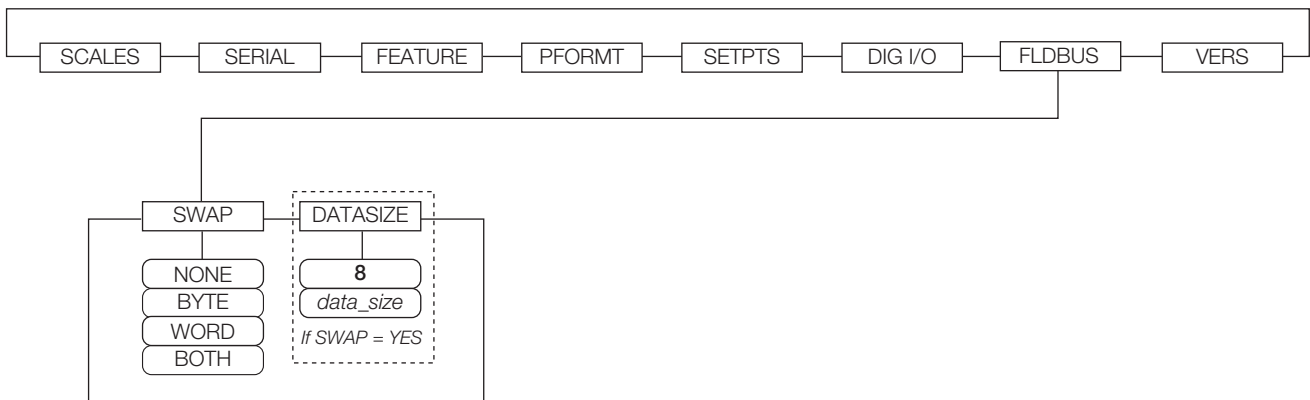 SCALES SERIAL FEATURE PFORMT SETPTS DIG I/O FLDBUS VERS
SWAP DATASIZE
NONE 8
BYTE data_size
WORD If SWAP = YES
BOTH